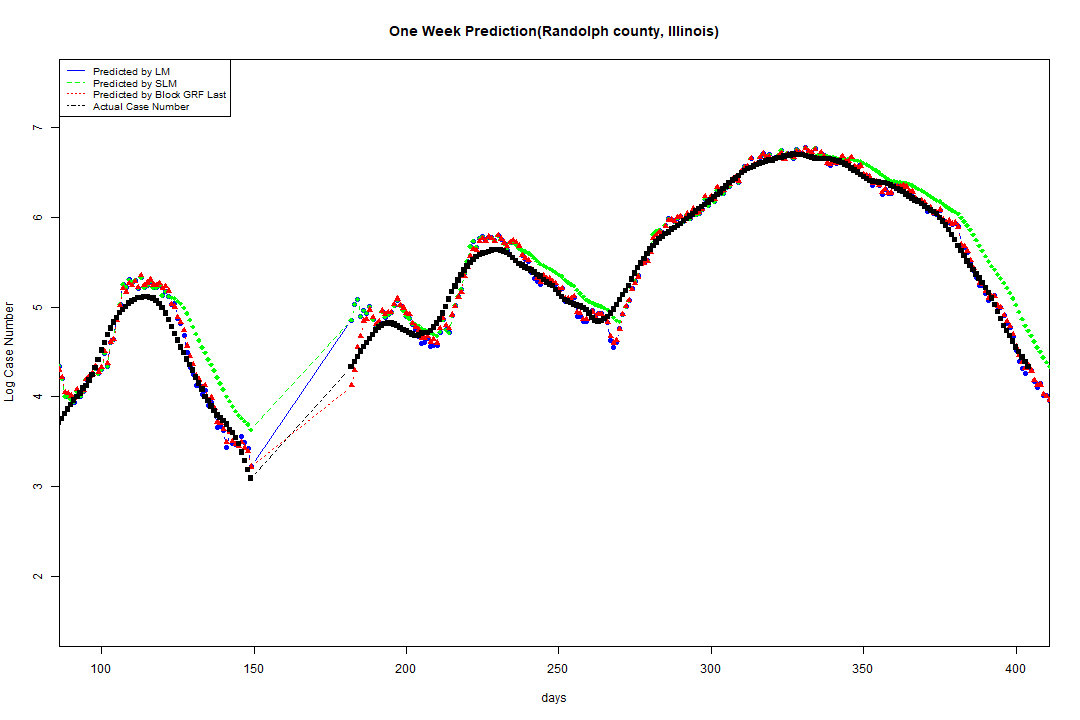 One Week Prediction(Randolph county, Illinois)
Predicted by LM
Predicted by SLM
Predicted by Block GRF Last
Actual Case Number
Log Case Number
7
6
5
4
3
2
100 150 200 250 300 350 400
days